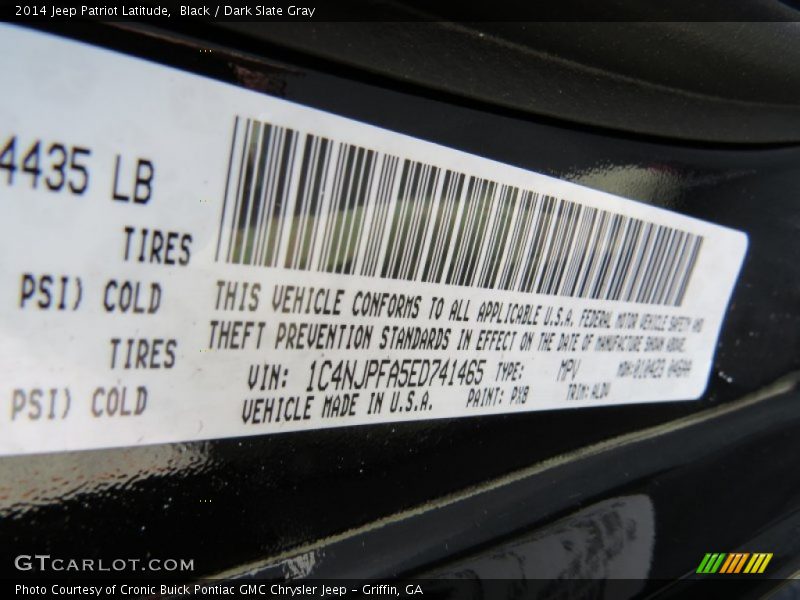 2014 Jeep Patriot Latitude,  Black / Dark Slate Gray
4435 LB
TIRES
PSI) COLD
TIRES
PSI) COLD
THIS VEHICLE CONFORMS TO ALL APPLICABLE U.S.A. FEDERAL MOTOR VEHICLE SAFETY AND
THEFT PREVENTION STANDARDS IN EFFECT ON THE DATE OF MANUFACTURE SHOWN ABOVE.
VIN: 1C4NJPFA5ED741465 TYPE: MPV MDH:
VEHICLE MADE IN U.S.A. PAINT: PX8 TRIM:
GTCARLOT.COM
Photo Courtesy of Cronic Buick Pontiac GMC Chrysler Jeep - Griffin, GA